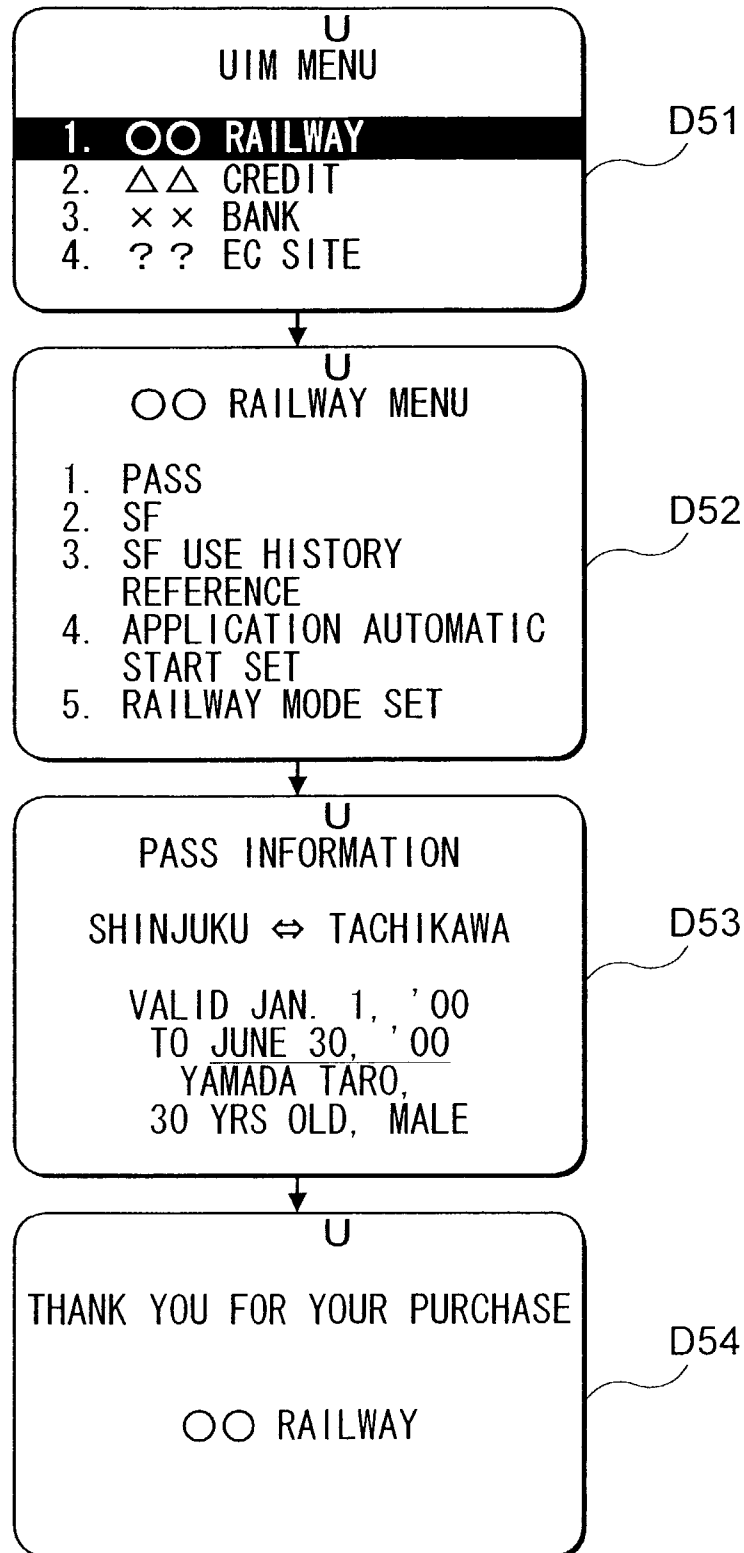 U
UIM MENU
1. ○○ RAILWAY
2. △△ CREDIT
3. ×× BANK
4. ?? EC SITE
D51
U
○○ RAILWAY MENU
1. PASS
2. SF
3. SF USE HISTORY
REFERENCE
4. APPLICATION AUTOMATIC
START SET
5. RAILWAY MODE SET
D52
U
PASS INFORMATION
SHINJUKU ⇔ TACHIKAWA
VALID JAN. 1, '00
TO JUNE 30, '00
YAMADA TARO,
30 YRS OLD, MALE
D53
U
THANK YOU FOR YOUR PURCHASE
○○ RAILWAY
D54